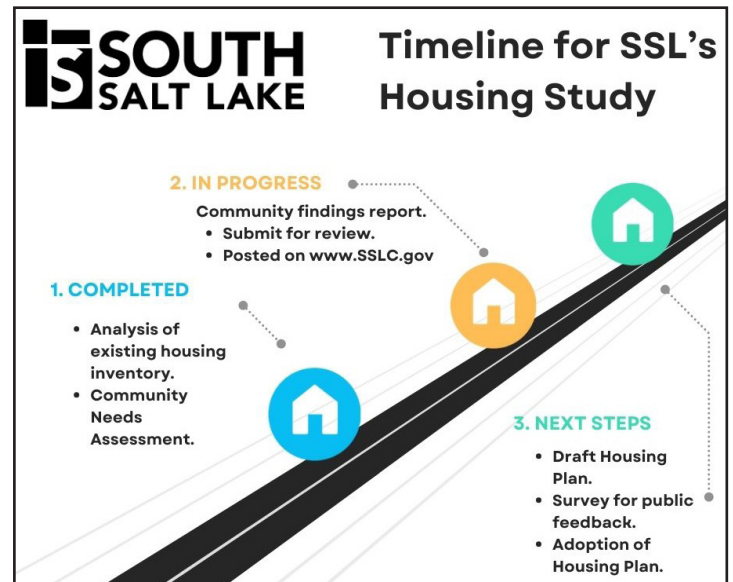 SOUTH
SALT LAKE
Timeline for SSL's
Housing Study
2. IN PROGRESS
Community findings report.
• Submit for review.
• Posted on www.SSLC.gov
1. COMPLETED
• Analysis of
existing housing
inventory.
• Community
Needs
Assessment.
3. NEXT STEPS
• Draft Housing
Plan.
• Survey for public
feedback.
• Adoption of
Housing Plan.